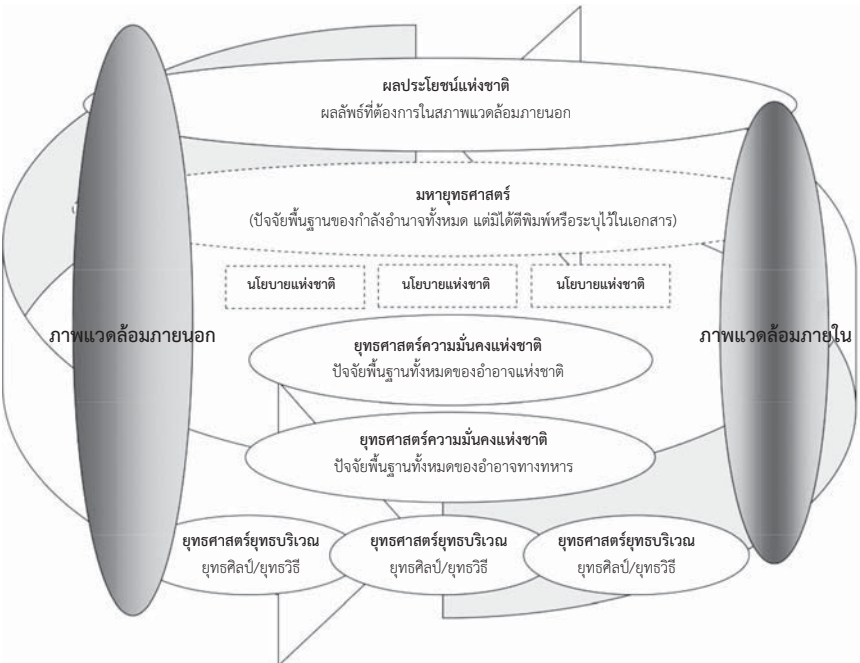 ผลประโยชน์แห่งชาติ
ผลลัพธ์ที่ต้องการในสภาพแวดล้อมภายนอก
มหายุทธศาสตร์
(ปัจจัยพื้นฐานของกำลังอำนาจทั้งหมด แต่มิได้ตีพิมพ์หรือระบุไว้ในเอกสาร)
นโยบายแห่งชาติ
นโยบายแห่งชาติ
นโยบายแห่งชาติ
ภาพแวดล้อมภายนอก
ภาพแวดล้อมภายใน
ยุทธศาสตร์ความมั่นคงแห่งชาติ
ปัจจัยพื้นฐานทั้งหมดของอำอาจแห่งชาติ
ยุทธศาสตร์ความมั่นคงแห่งชาติ
ปัจจัยพื้นฐานทั้งหมดของอำอาจทางทหาร
ยุทธศาสตร์ยุทธบริเวณ
ยุทธศิลป์/ยุทธวิธี
ยุทธศาสตร์ยุทธบริเวณ
ยุทธศิลป์/ยุทธวิธี
ยุทธศาสตร์ยุทธบริเวณ
ยุทธศิลป์/ยุทธวิธี